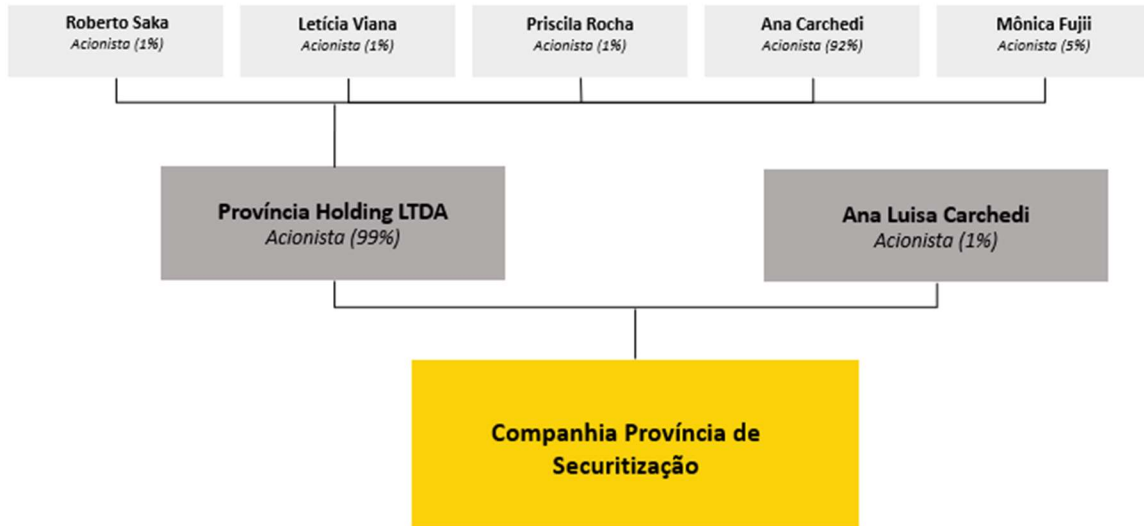 Roberto Saka
Acionista (1%)
Letícia Viana
Acionista (1%)
Priscila Rocha
Acionista (1%)
Ana Carchedi
Acionista (92%)
Mônica Fujii
Acionista (5%)
Província Holding LTDA
Acionista (99%)
Ana Luisa Carchedi
Acionista (1%)
Companhia Província de
Securitização